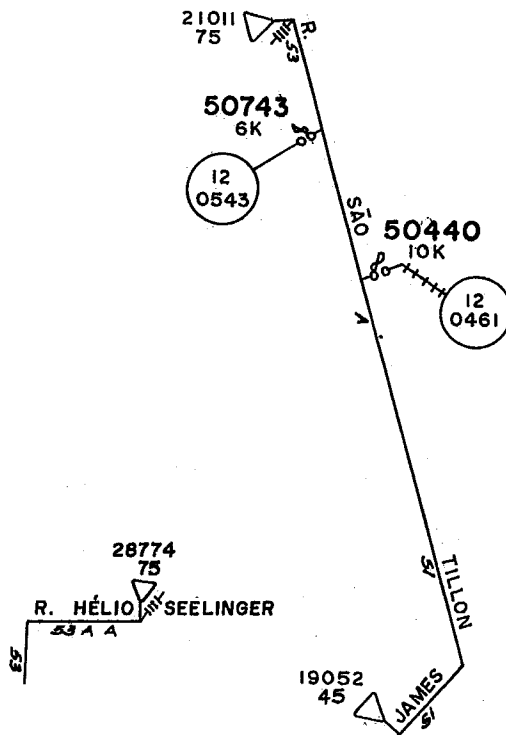 21011
75
R.
53
50743
6K
12
0543
SÃO
50440
10K
12
0461
A
28774
75
R. HÉLIO SEELINGER
53 A A
53
51
TILLON
19052
45
JAMES
51